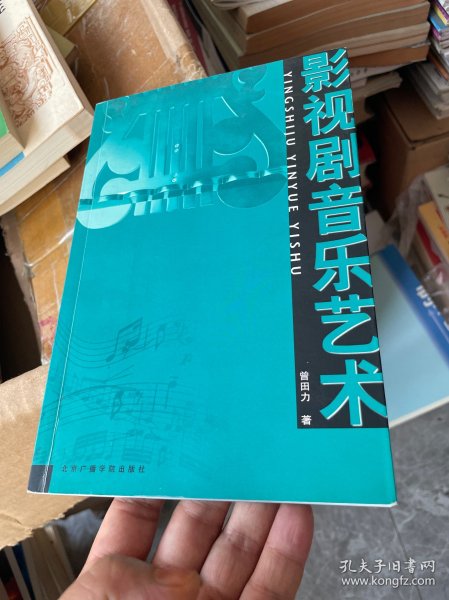 影视剧音乐艺术
YINGSHIJU YINYUE YISHU
曾田力 著
北京广播学院出版社
孔夫子旧书网
www.kongfz.com